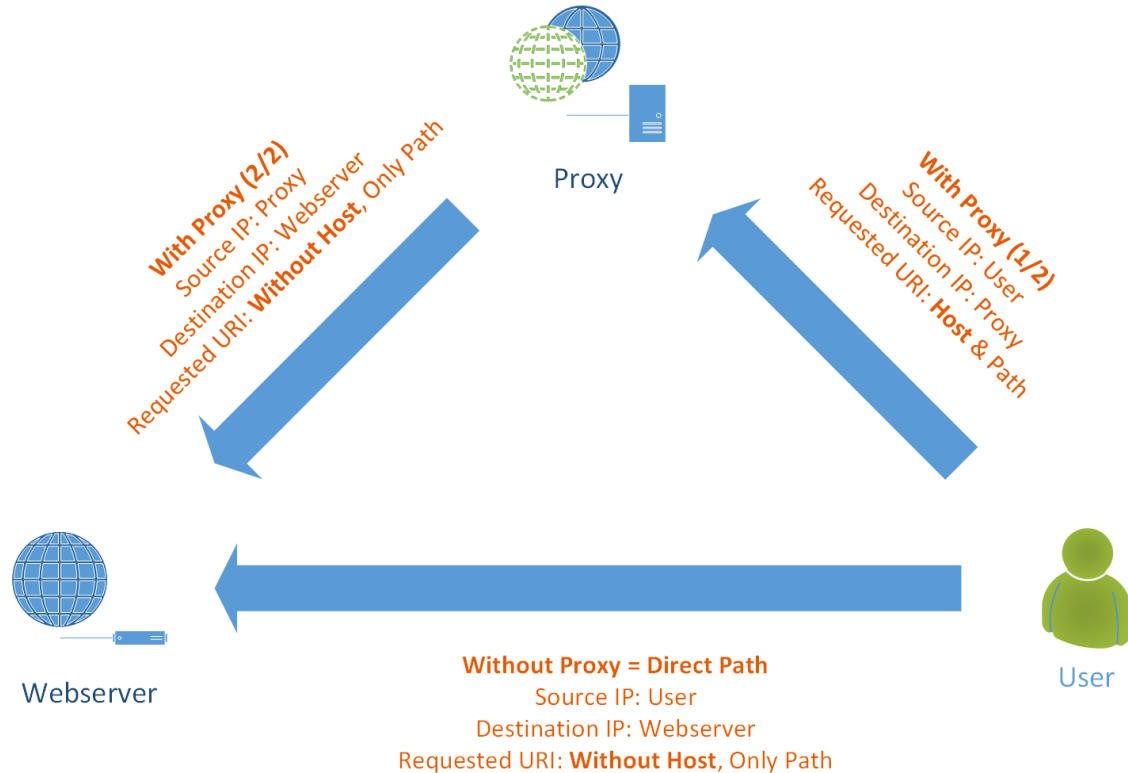 Proxy
With Proxy (2/2)
Source IP: Proxy
Destination IP: Webserver
Requested URI: Without Host, Only Path
With Proxy (1/2)
Source IP: User
Destination IP: Proxy
Requested URI: Host & Path
Webserver
User
Without Proxy = Direct Path
Source IP: User
Destination IP: Webserver
Requested URI: Without Host, Only Path